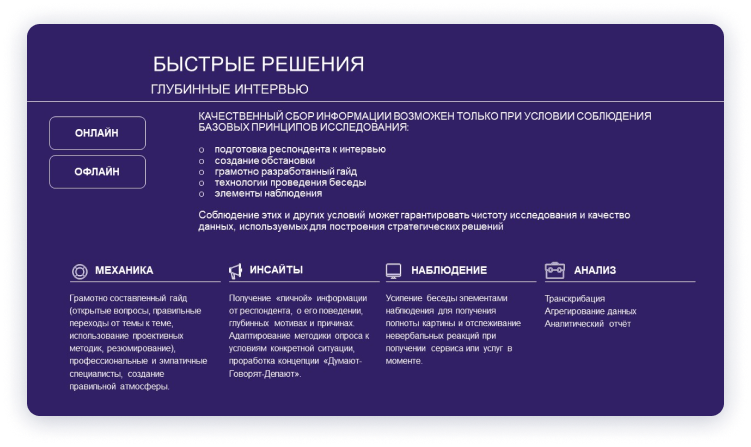 БЫСТРЫЕ РЕШЕНИЯ
ГЛУБИННЫЕ ИНТЕРВЬЮ
ОНЛАЙН
ОФЛАЙН
КАЧЕСТВЕННЫЙ СБОР ИНФОРМАЦИИ ВОЗМОЖЕН ТОЛЬКО ПРИ УСЛОВИИ СОБЛЮДЕНИЯ
БАЗОВЫХ ПРИНЦИПОВ ИССЛЕДОВАНИЯ:
o подготовка респондента к интервью
o создание обстановки
o грамотно разработанный гайд
o технологии проведения беседы
o элементы наблюдения
Соблюдение этих и других условий может гарантировать чистоту исследования и качество
данных, используемых для построения стратегических решений
МЕХАНИКА
Грамотно составленный гайд
(открытые вопросы, правильные
переходы от темы к теме,
использование проективных
методик, резюмирование),
профессиональные и эмпатичные
специалисты, создание
правильной атмосферы.
ИНСАЙТЫ
Получение «личной» информации
от респондента, о его поведении,
глубинных мотивах и причинах.
Адаптирование методики опроса к
условиям конкретной ситуации,
проработка концепции «Думают-
Говорят-Делают».
НАБЛЮДЕНИЕ
Усиление беседы элементами
наблюдения для получения
полноты картины и отслеживание
невербальных реакций при
получении сервиса или услуг в
моменте.
АНАЛИЗ
Транскрибация
Агрегирование данных
Аналитический отчёт